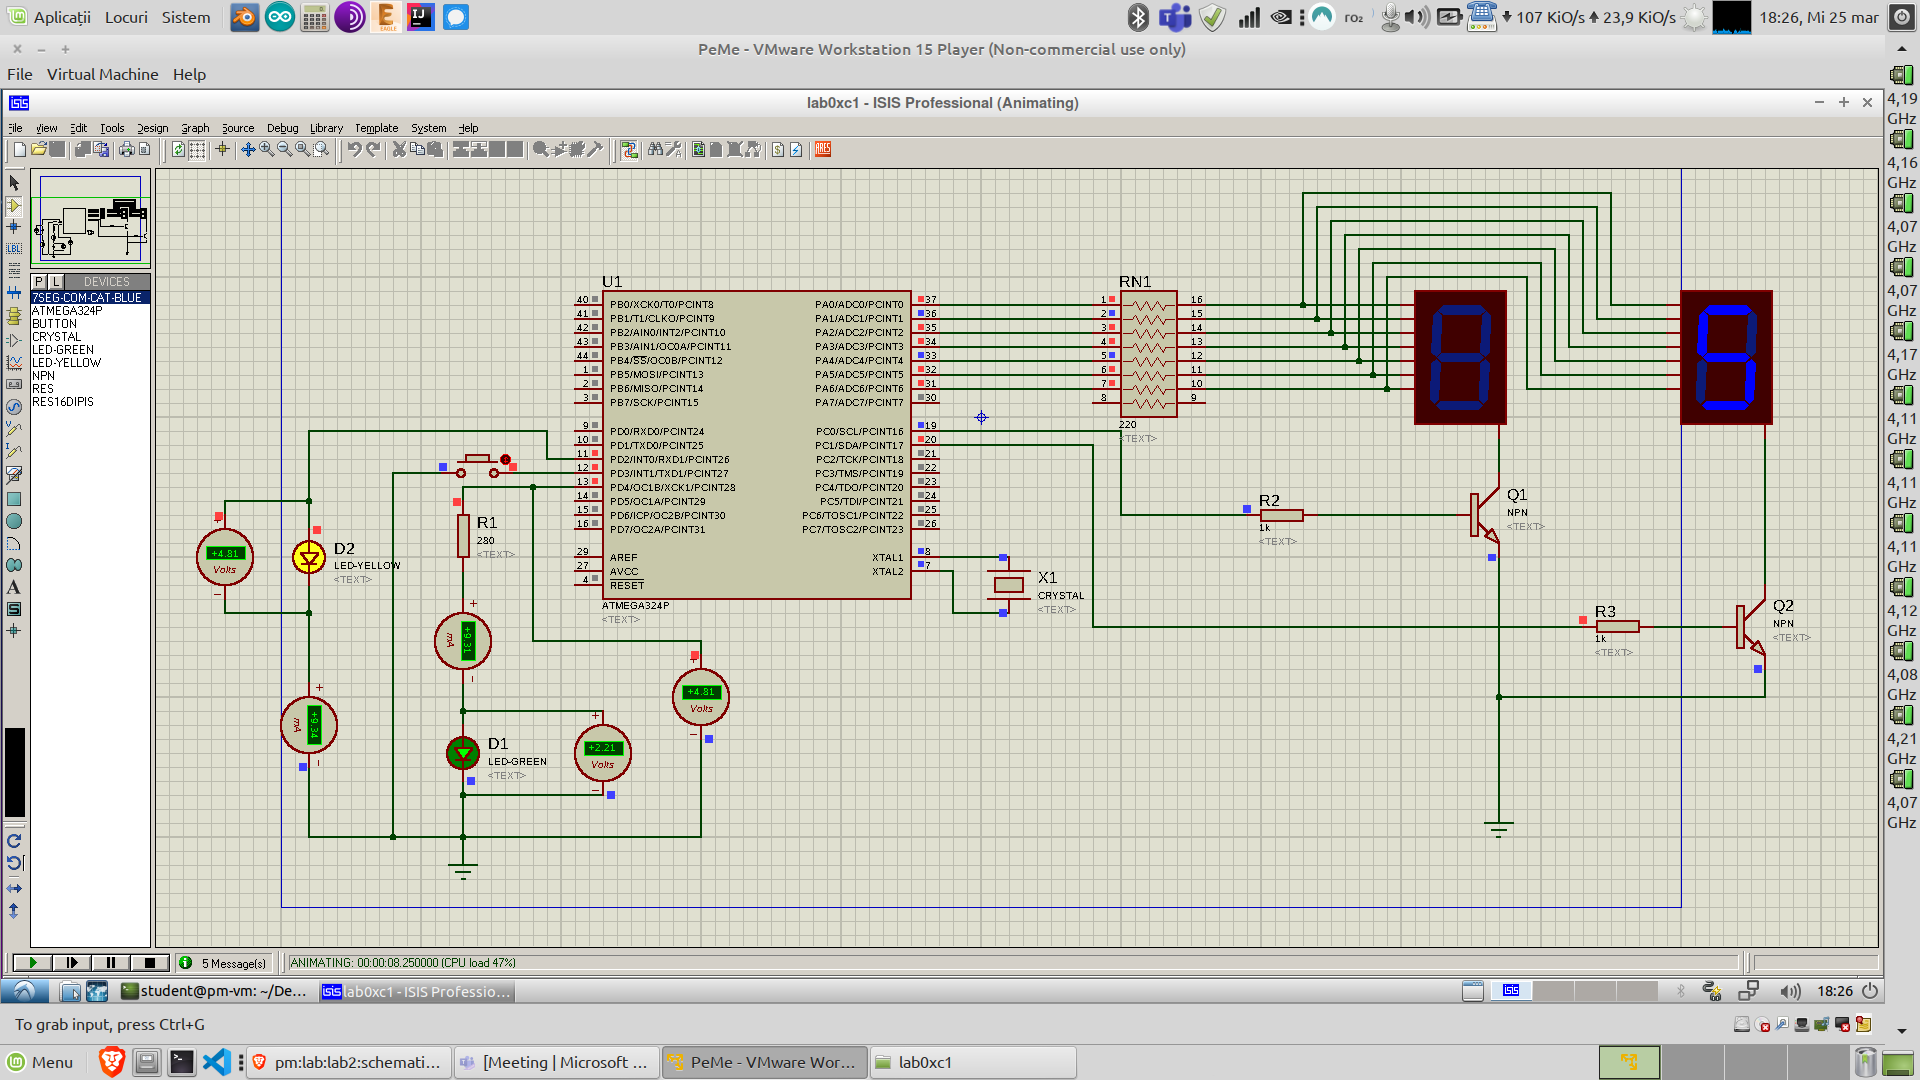 Aplicații Locuri Sistem
ΓO2
107 KiO/s 23,9 KiO/s
18:26, Mi 25 mar
PeMe - VMware Workstation 15 Player (Non-commercial use only)
File Virtual Machine Help
isis lab0xc1 - ISIS Professional (Animating)
File View Edit Tools Design Graph Source Debug Library Template System Help
ARES
LBL
P L DEVICES
7SEG-COM-CAT-BLUE
ATMEGA324P
BUTTON
CRYSTAL
LED-GREEN
LED-YELLOW
NPN
RES
RES16DIPIS
A
S
U1
40 PB0/XCK0/T0/PCINT8
41 PB1/T1/CLKO/PCINT9
42 PB2/AIN0/INT2/PCINT10
43 PB3/AIN1/OC0A/PCINT11
44 PB4/SS/OC0B/PCINT12
1 PB5/MOSI/PCINT13
2 PB6/MISO/PCINT14
3 PB7/SCK/PCINT15
9 PD0/RXD0/PCINT24
10 PD1/TXD0/PCINT25
11 PD2/INT0/RXD1/PCINT26
12 PD3/INT1/TXD1/PCINT27
13 PD4/OC1B/XCK1/PCINT28
14 PD5/OC1A/PCINT29
15 PD6/ICP/OC2B/PCINT30
16 PD7/OC2A/PCINT31
29 AREF
27 AVCC
4 RESET
PA0/ADC0/PCINT0 37
PA1/ADC1/PCINT1 36
PA2/ADC2/PCINT2 35
PA3/ADC3/PCINT3 34
PA4/ADC4/PCINT4 33
PA5/ADC5/PCINT5 32
PA6/ADC6/PCINT6 31
PA7/ADC7/PCINT7 30
PC0/SCL/PCINT16 19
PC1/SDA/PCINT17 20
PC2/TCK/PCINT18 21
PC3/TMS/PCINT19 22
PC4/TDO/PCINT20 23
PC5/TDI/PCINT21 24
PC6/TOSC1/PCINT22 25
PC7/TOSC2/PCINT23 26
XTAL1 8
XTAL2 7
ATMEGA324P
<TEXT>
RN1
1 16
2 15
3 14
4 13
5 12
6 11
7 10
8 9
220
<TEXT>
5
R2
1k
<TEXT>
Q1
NPN
<TEXT>
R3
1k
<TEXT>
Q2
NPN
<TEXT>
X1
CRYSTAL
<TEXT>
R1
280
<TEXT>
D2
LED-YELLOW
<TEXT>
+4.81
Volts
+9.31
mA
+9.34
mA
+4.81
Volts
+2.21
Volts
D1
LED-GREEN
<TEXT>
5 Message(s)
ANIMATING: 00:00:08.250000 (CPU load 47%)
student@pm-vm: ~/De...
isis lab0xc1 - ISIS Professio...
isis
18:26
To grab input, press Ctrl+G
Menu
pm:lab:lab2:schemati...
[Meeting | Microsoft ...
PeMe - VMware Wor...
lab0xc1
4,19 GHz
4,16 GHz
4,07 GHz
4,07 GHz
4,17 GHz
4,11 GHz
4,11 GHz
4,11 GHz
4,12 GHz
4,08 GHz
4,21 GHz
4,07 GHz